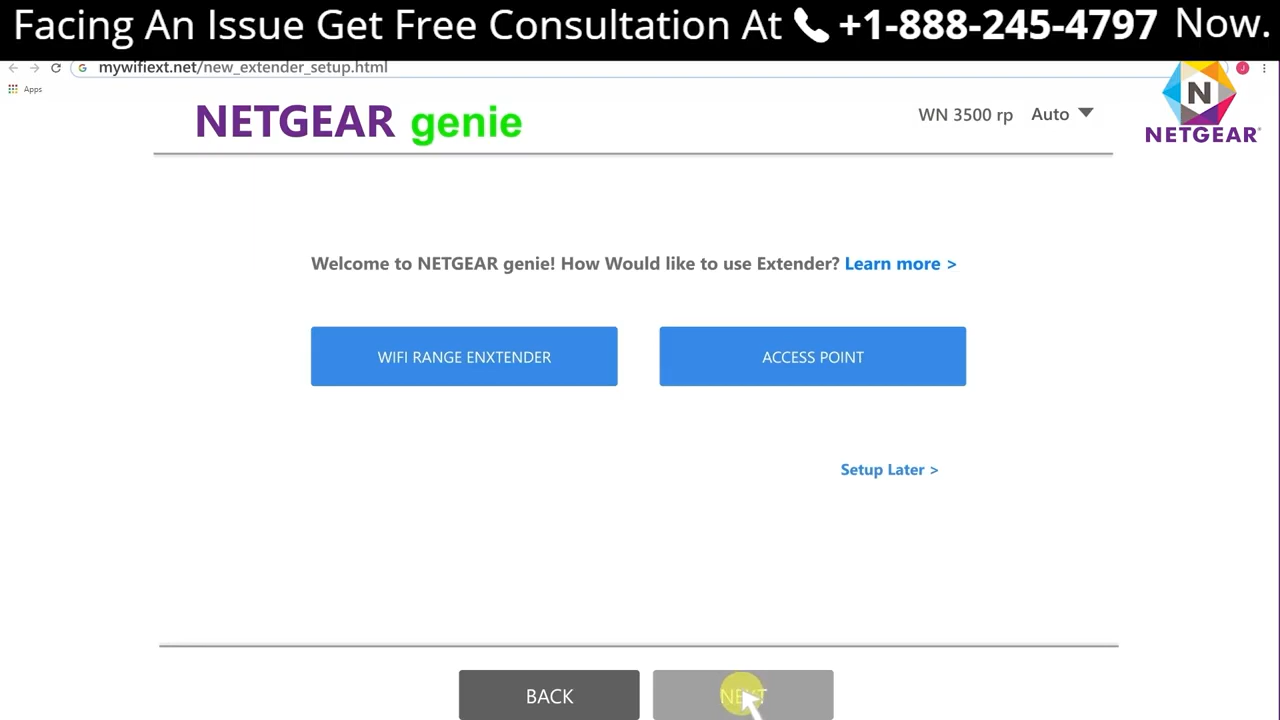 Facing An Issue Get Free Consultation At +1-888-245-4797 Now.
mywifiext.net/new_extender_setup.html
J
Apps
NETGEAR genie
WN 3500 rp Auto
N
NETGEAR
Welcome to NETGEAR genie! How Would like to use Extender? Learn more >
WIFI RANGE ENXTENDER
ACCESS POINT
Setup Later >
BACK
NEXT